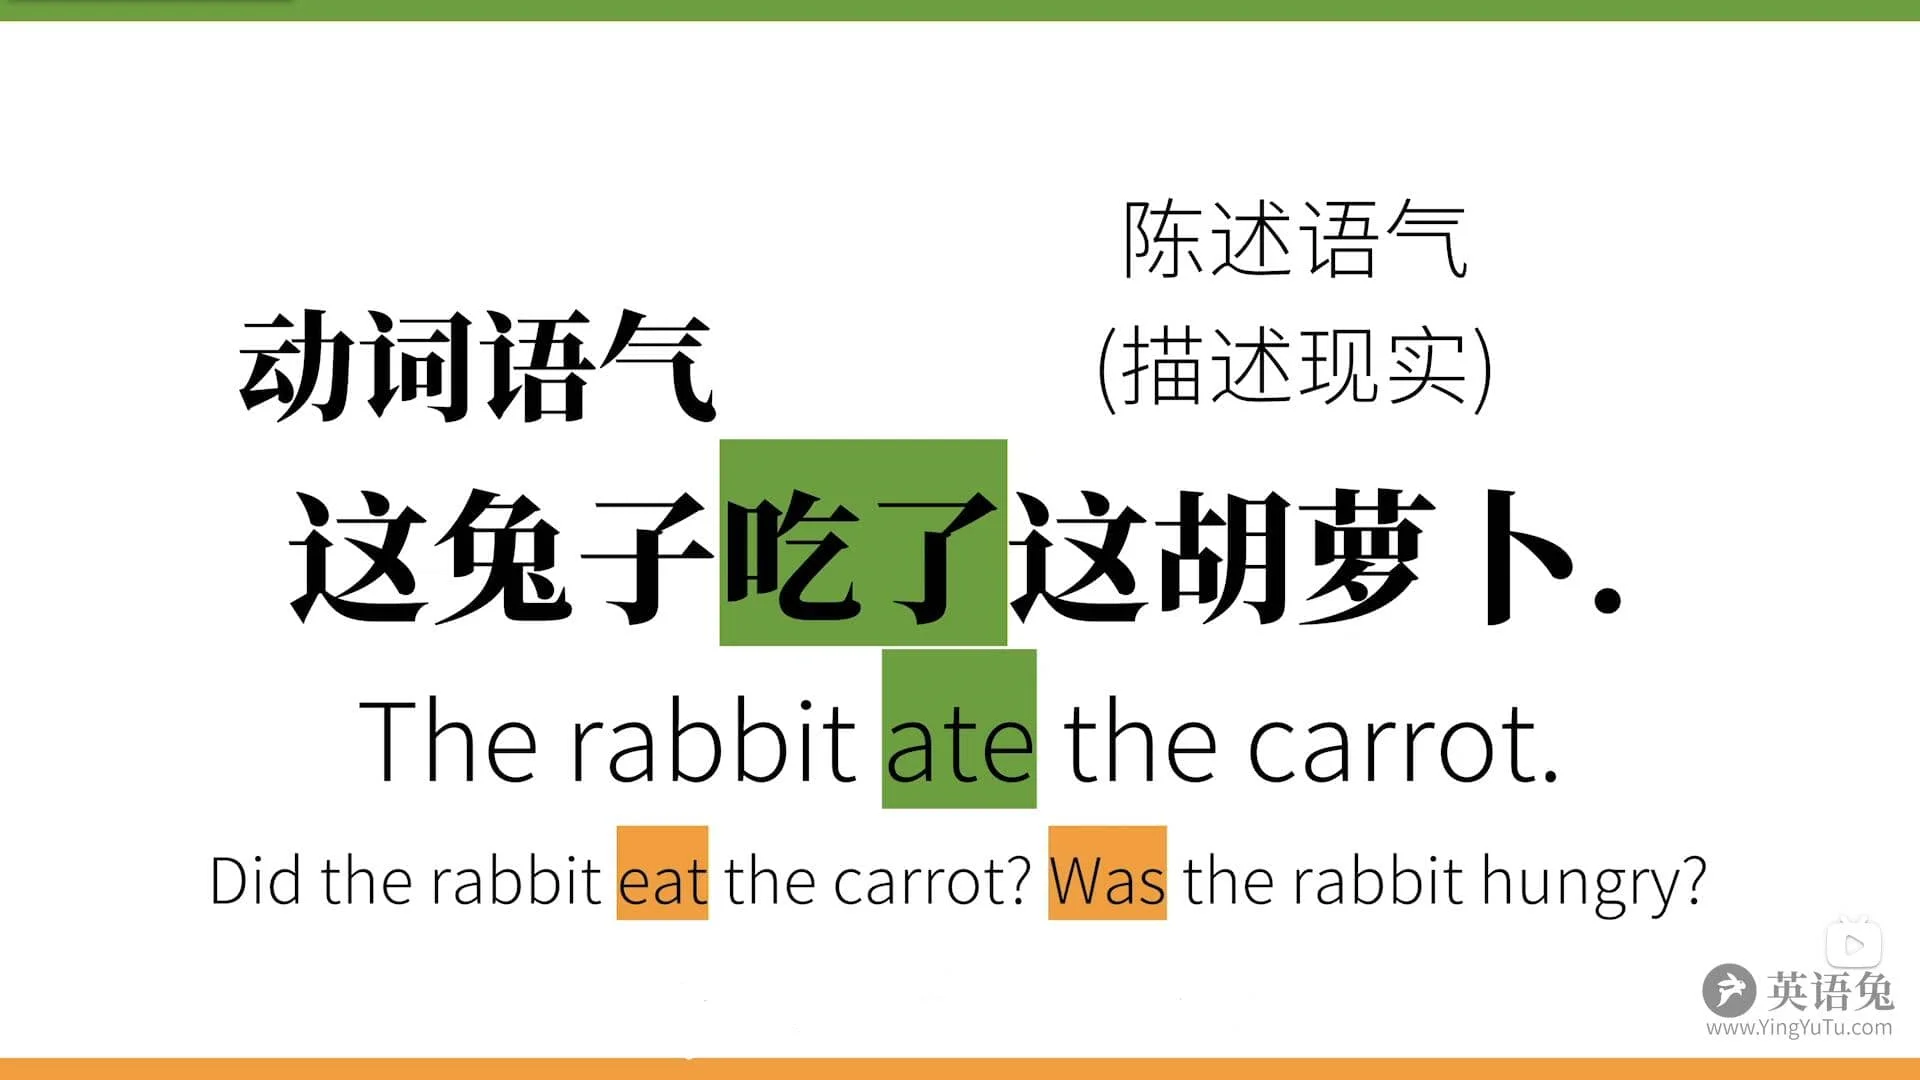 陈述语气
(描述现实)
动词语气
这兔子吃了这胡萝卜.
The rabbit ate the carrot.
Did the rabbit eat the carrot? Was the rabbit hungry?
英语兔
www.YingYuTu.com